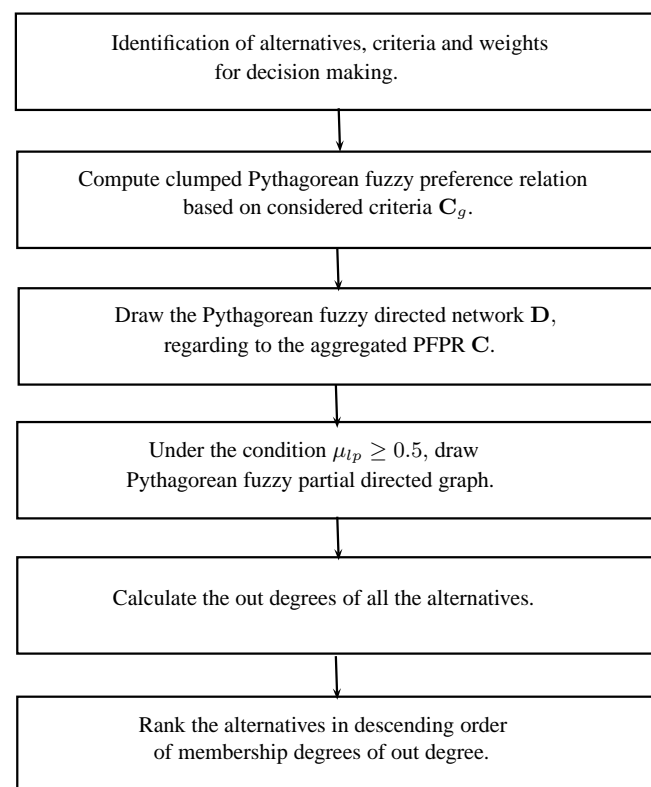 Identification of alternatives, criteria and weights
for decision making.
Compute clumped Pythagorean fuzzy preference relation
based on considered criteria C_g.
Draw the Pythagorean fuzzy directed network D,
regarding to the aggregated PFPR C.
Under the condition μ_{lp} ≥ 0.5, draw
Pythagorean fuzzy partial directed graph.
Calculate the out degrees of all the alternatives.
Rank the alternatives in descending order
of membership degrees of out degree.